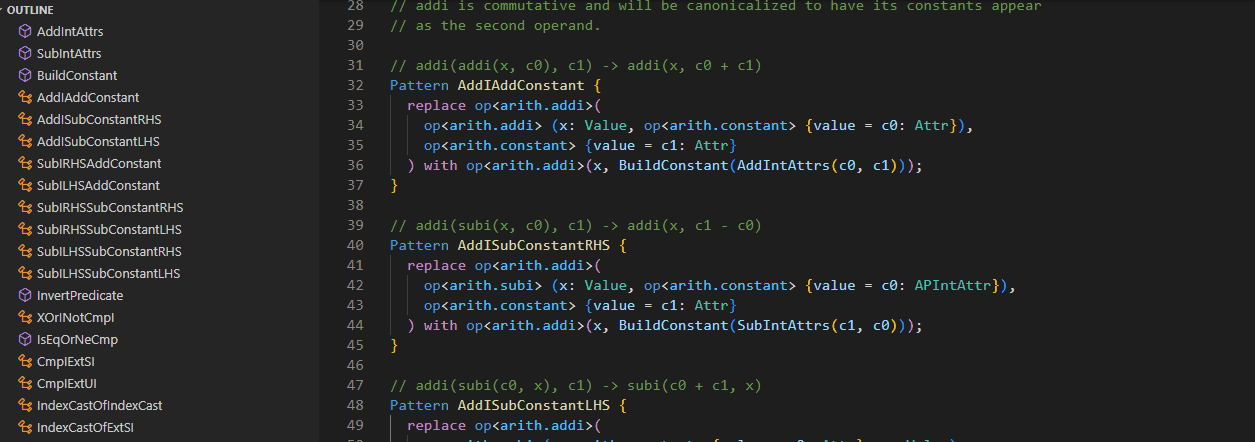 OUTLINE
AddIntAttrs
SubIntAttrs
BuildConstant
AddIAddConstant
AddISubConstantRHS
AddISubConstantLHS
SubIRHSAddConstant
SubILHSAddConstant
SubIRHSSubConstantRHS
SubIRHSSubConstantLHS
SubILHSSubConstantRHS
SubILHSSubConstantLHS
InvertPredicate
XOrINotCmpI
IsEqOrNeCmp
CmpIExtSI
CmpIExtUI
IndexCastOfIndexCast
IndexCastOfExtSI
28 // addi is commutative and will be canonicalized to have its constants appear
29 // as the second operand.
30
31 // addi(addi(x, c0), c1) -> addi(x, c0 + c1)
32 Pattern AddIAddConstant {
33 replace op<arith.addi>(
34 op<arith.addi> (x: Value, op<arith.constant> {value = c0: Attr}),
35 op<arith.constant> {value = c1: Attr}
36 ) with op<arith.addi>(x, BuildConstant(AddIntAttrs(c0, c1)));
37 }
38
39 // addi(subi(x, c0), c1) -> addi(x, c1 - c0)
40 Pattern AddISubConstantRHS {
41 replace op<arith.addi>(
42 op<arith.subi> (x: Value, op<arith.constant> {value = c0: APIntAttr}),
43 op<arith.constant> {value = c1: Attr}
44 ) with op<arith.addi>(x, BuildConstant(SubIntAttrs(c1, c0)));
45 }
46
47 // addi(subi(c0, x), c1) -> subi(c0 + c1, x)
48 Pattern AddISubConstantLHS {
49 replace op<arith.addi>(